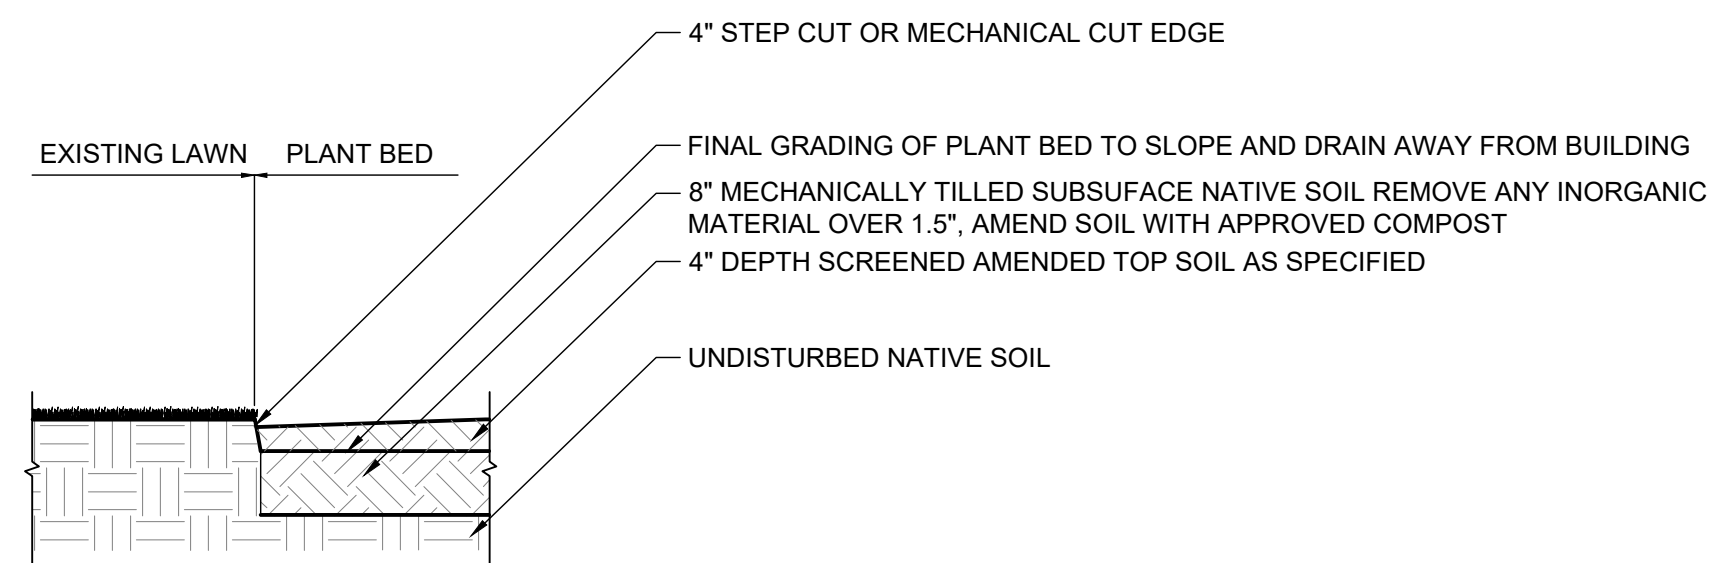 4" STEP CUT OR MECHANICAL CUT EDGE
EXISTING LAWN
PLANT BED
FINAL GRADING OF PLANT BED TO SLOPE AND DRAIN AWAY FROM BUILDING
8" MECHANICALLY TILLED SUBSUFACE NATIVE SOIL REMOVE ANY INORGANIC
MATERIAL OVER 1.5", AMEND SOIL WITH APPROVED COMPOST
4" DEPTH SCREENED AMENDED TOP SOIL AS SPECIFIED
UNDISTURBED NATIVE SOIL